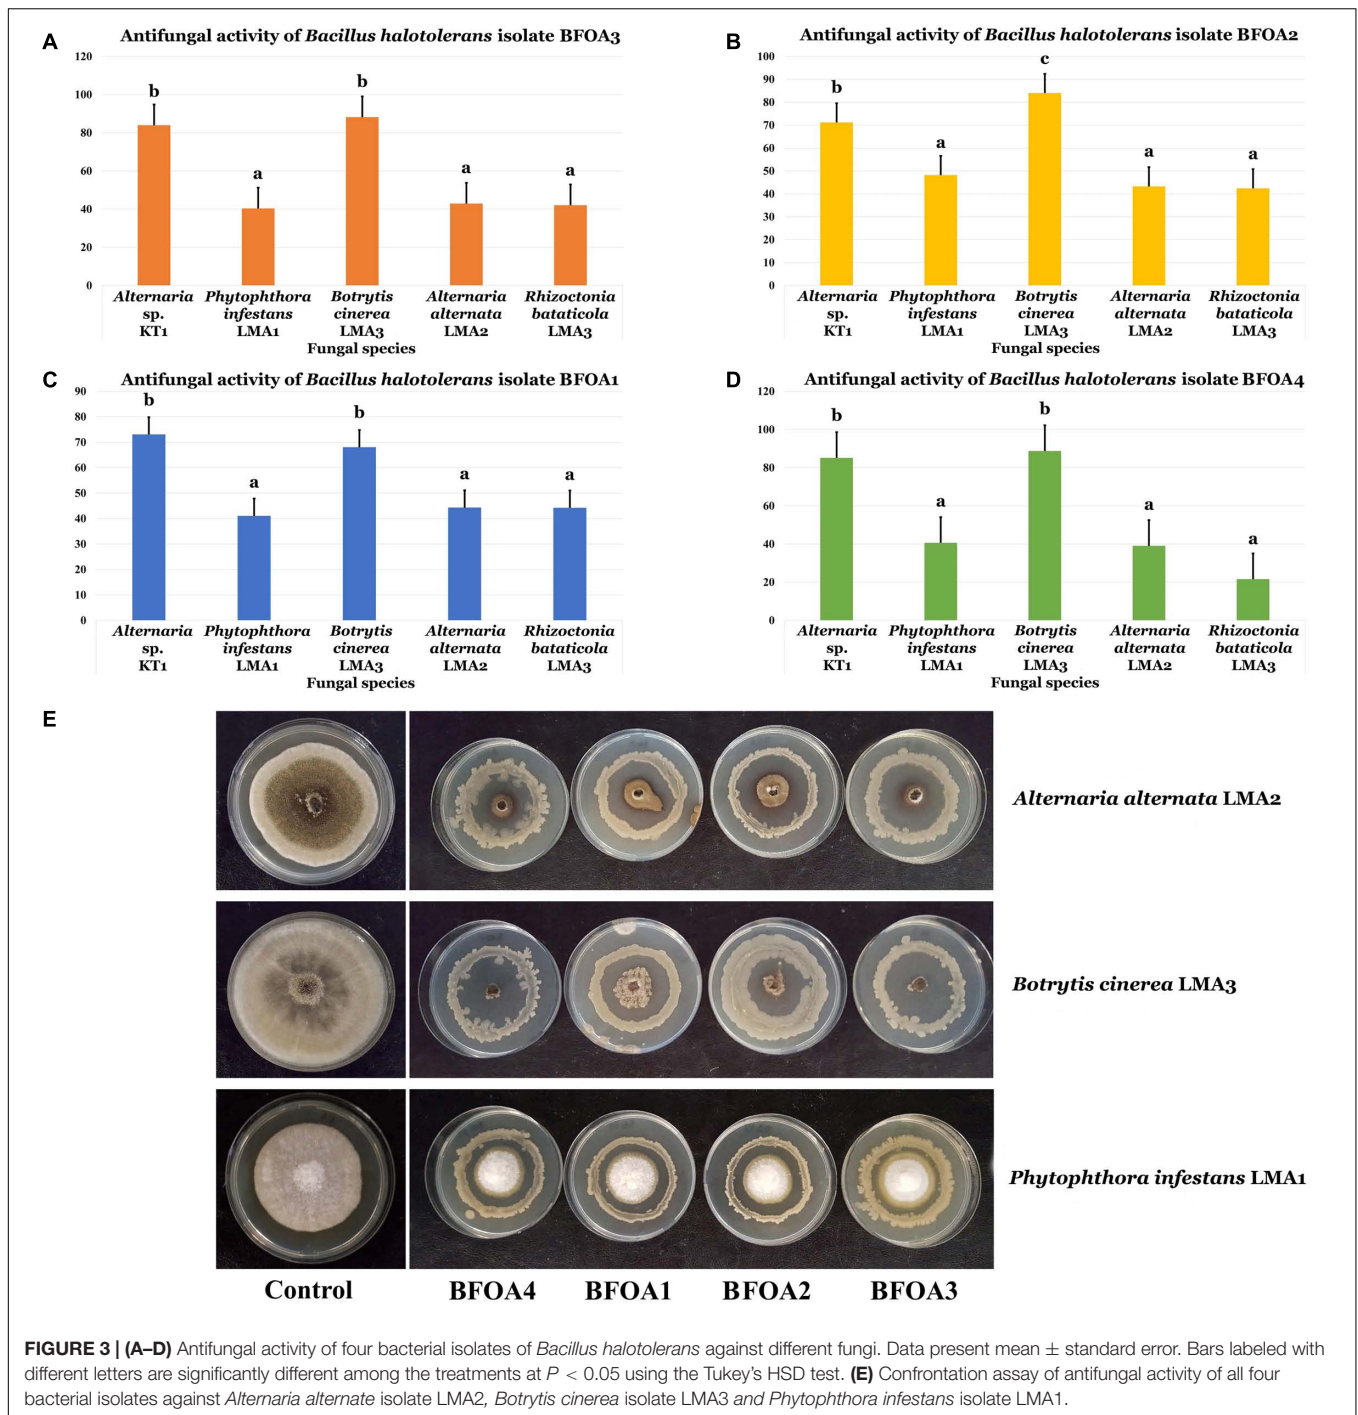 A
Antifungal activity of Bacillus halotolerans isolate BFOA3
120
100
80
60
40
20
0
b
a
b
a
a
Alternaria sp. KT1
Phytophthora infestans LMA1
Botrytis cinerea LMA3
Alternaria alternata LMA2
Rhizoctonia bataticola LMA3
Fungal species
B
Antifungal activity of Bacillus halotolerans isolate BFOA2
100
90
80
70
60
50
40
30
20
10
0
b
a
c
a
a
Alternaria sp. KT1
Phytophthora infestans LMA1
Botrytis cinerea LMA3
Alternaria alternata LMA2
Rhizoctonia bataticola LMA3
Fungal species
C
Antifungal activity of Bacillus halotolerans isolate BFOA1
90
80
70
60
50
40
30
20
10
0
b
a
b
a
a
Alternaria sp. KT1
Phytophthora infestans LMA1
Botrytis cinerea LMA3
Alternaria alternata LMA2
Rhizoctonia bataticola LMA3
Fungal species
D
Antifungal activity of Bacillus halotolerans isolate BFOA4
120
100
80
60
40
20
0
b
a
b
a
a
Alternaria sp. KT1
Phytophthora infestans LMA1
Botrytis cinerea LMA3
Alternaria alternata LMA2
Rhizoctonia bataticola LMA3
Fungal species
E
Alternaria alternata LMA2
Botrytis cinerea LMA3
Phytophthora infestans LMA1
Control BFOA4 BFOA1 BFOA2 BFOA3
FIGURE 3 | (A–D) Antifungal activity of four bacterial isolates of Bacillus halotolerans against different fungi. Data present mean ± standard error. Bars labeled with
different letters are significantly different among the treatments at P < 0.05 using the Tukey's HSD test. (E) Confrontation assay of antifungal activity of all four
bacterial isolates against Alternaria alternate isolate LMA2, Botrytis cinerea isolate LMA3 and Phytophthora infestans isolate LMA1.